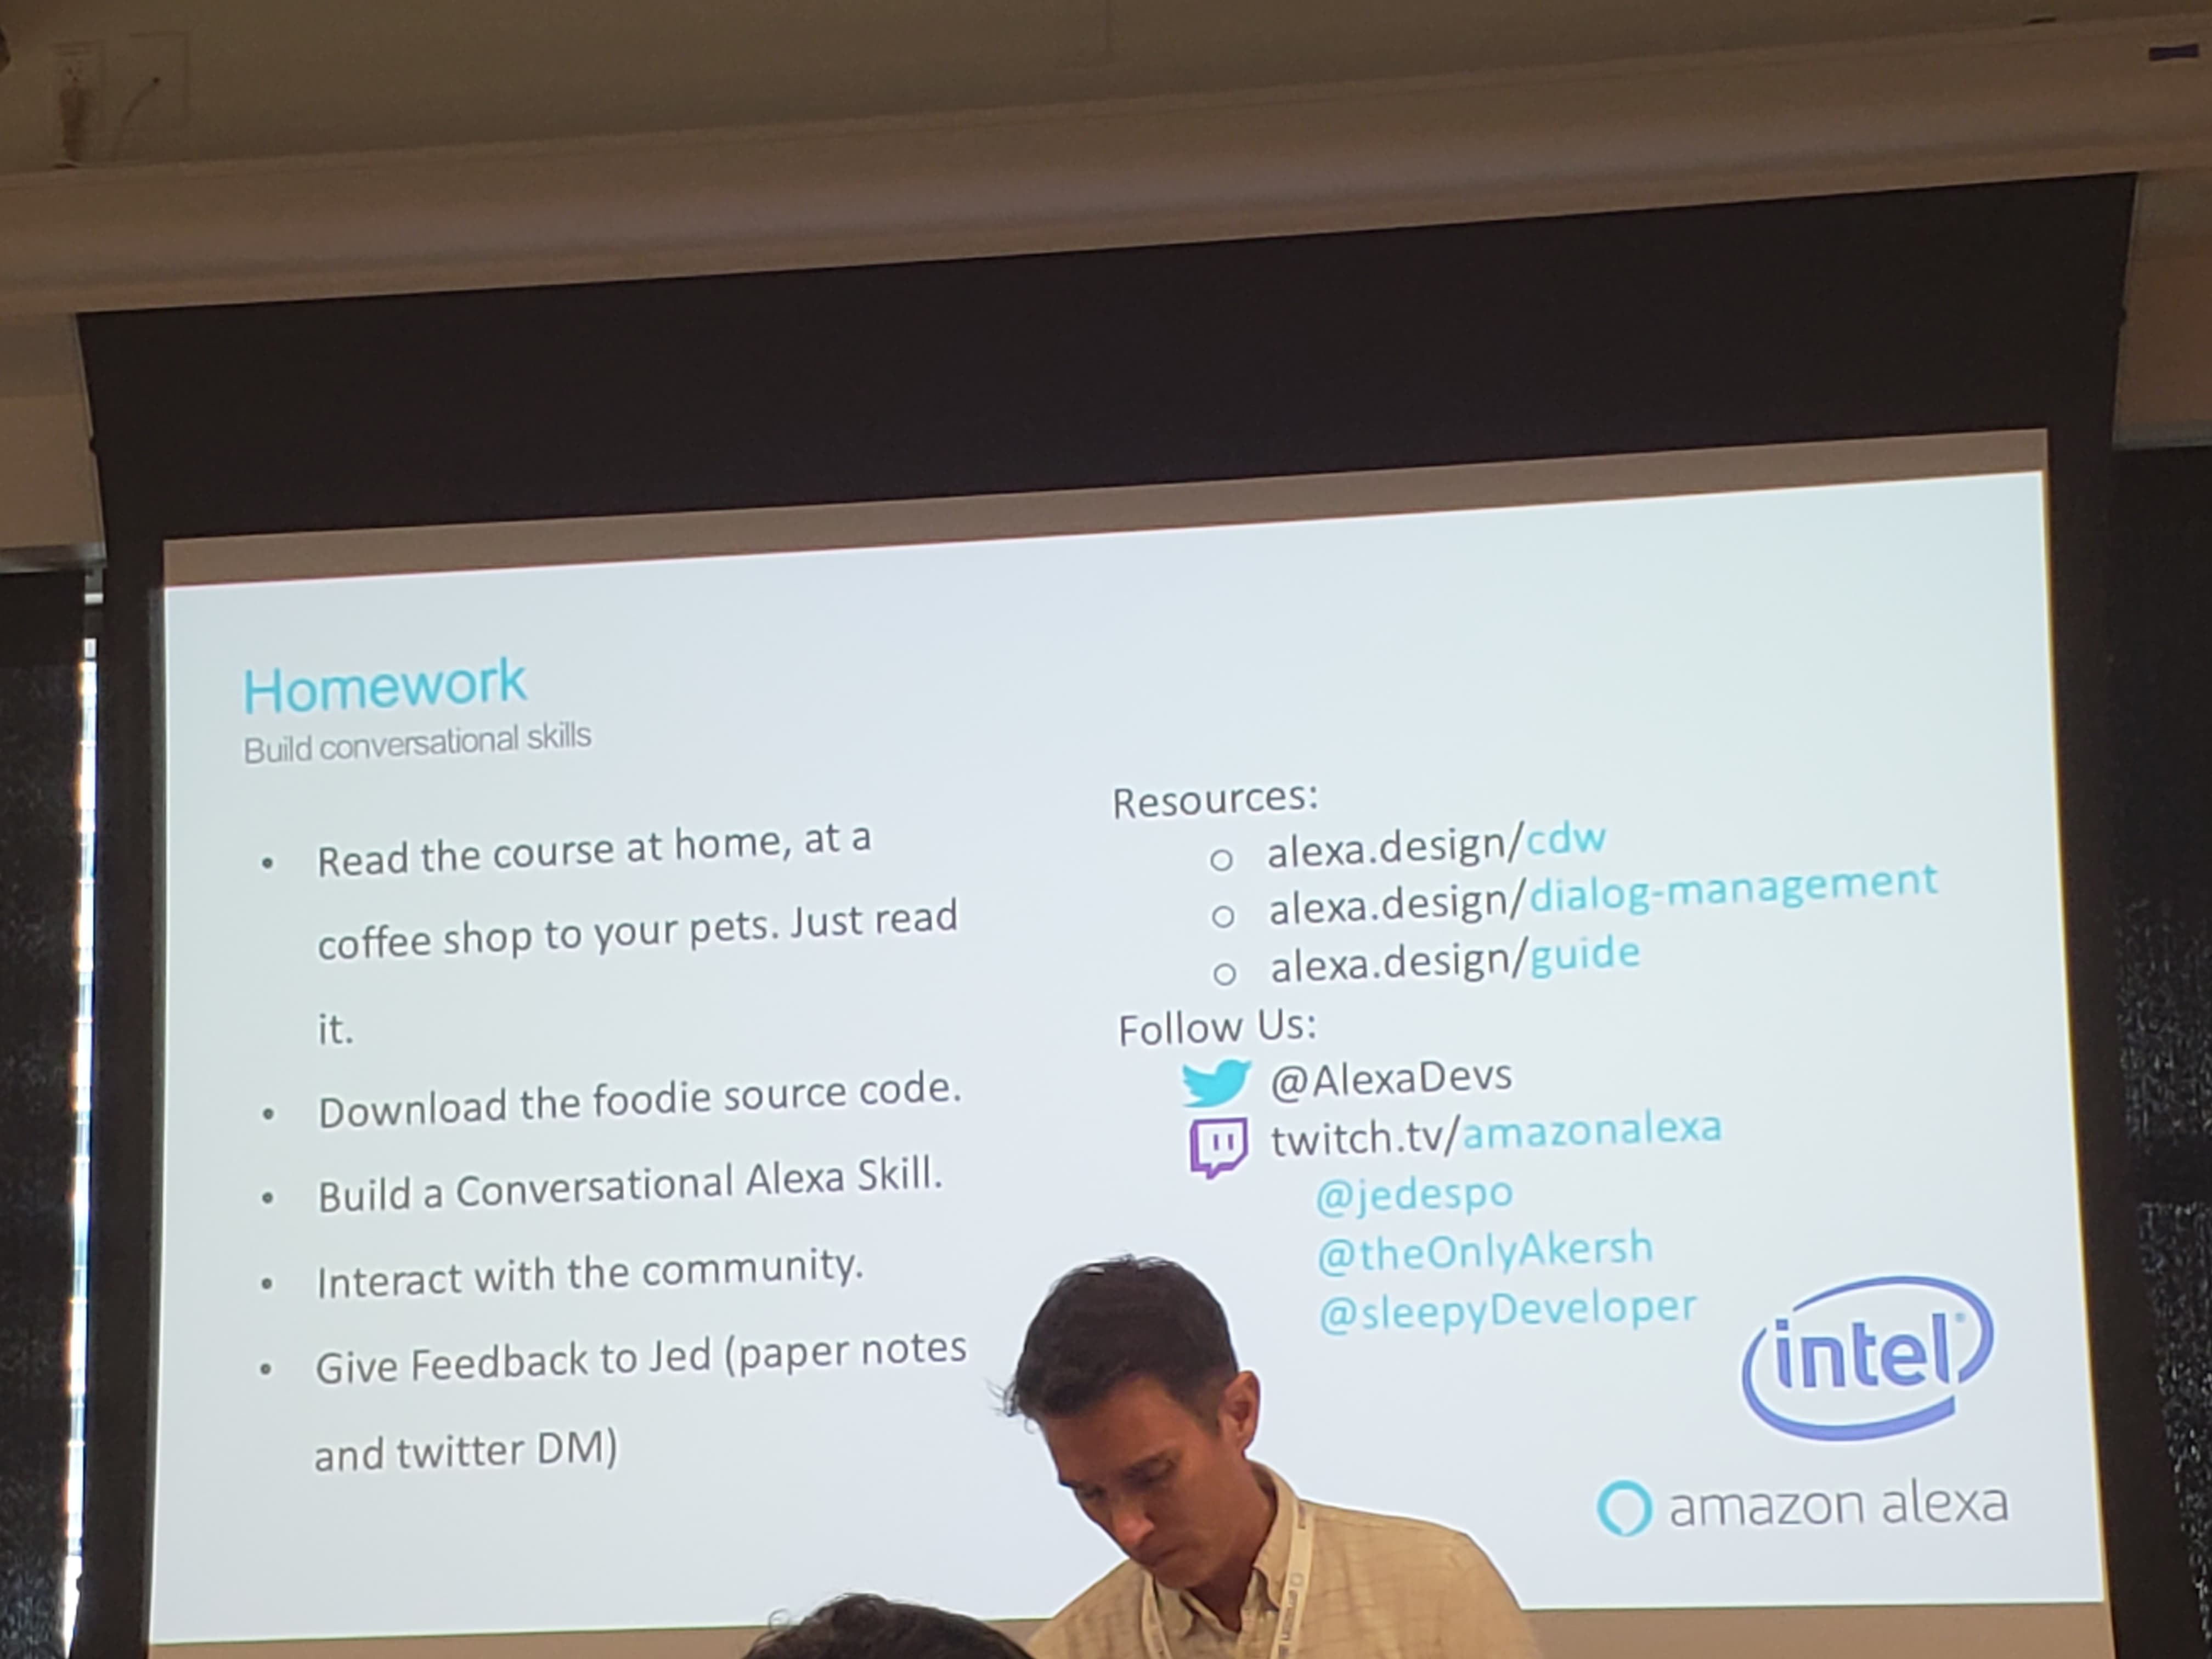 Homework
Build conversational skills
• Read the course at home, at a
coffee shop to your pets. Just read
it.
• Download the foodie source code.
• Build a Conversational Alexa Skill.
• Interact with the community.
• Give Feedback to Jed (paper notes
and twitter DM)
Resources:
○ alexa.design/cdw
○ alexa.design/dialog-management
○ alexa.design/guide
Follow Us:
@AlexaDevs
twitch.tv/amazonalexa
@jedespo
@theOnlyAkersh
@sleepyDeveloper
intel
amazon alexa